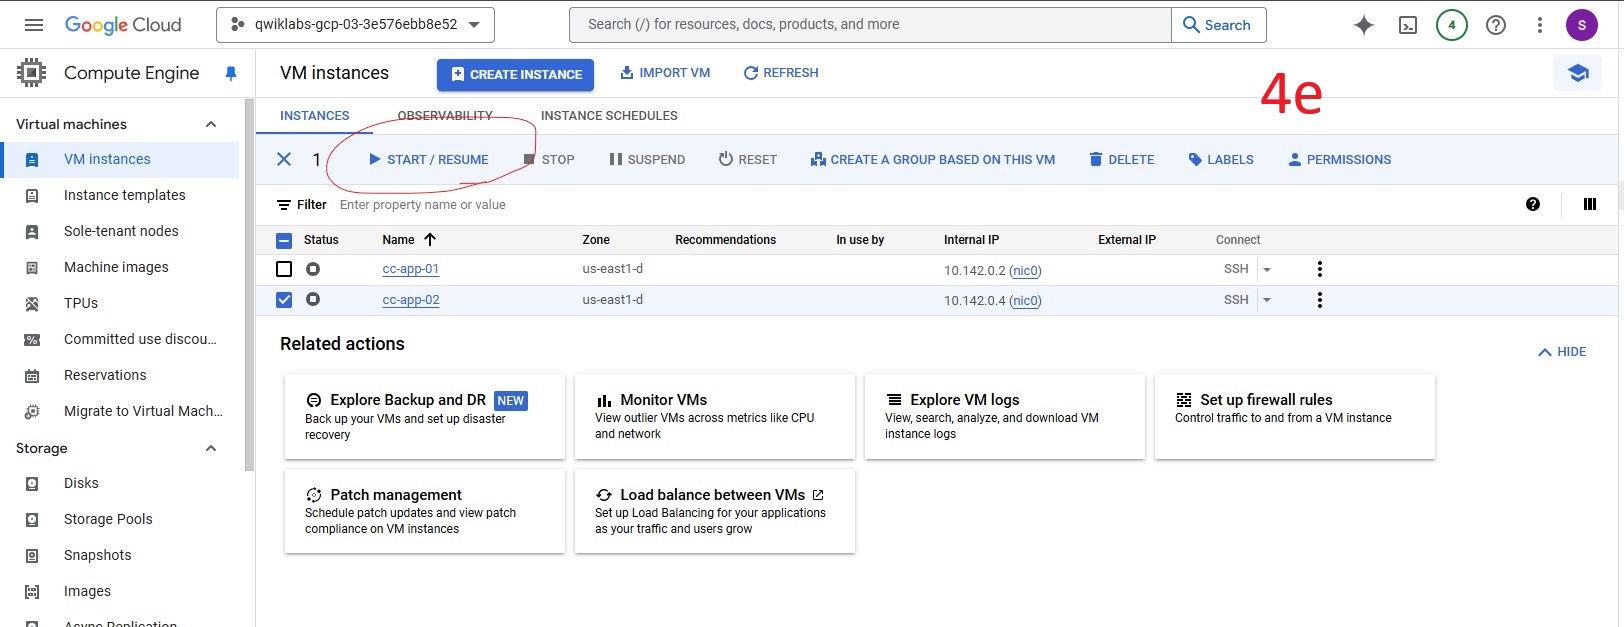 Google Cloud
qwiklabs-gcp-03-3e576ebb8e52
Search (/) for resources, docs, products, and more
Search
4
S
Compute Engine
VM instances
CREATE INSTANCE
IMPORT VM
REFRESH
4e
Virtual machines
VM instances
Instance templates
Sole-tenant nodes
Machine images
TPUs
Committed use discou...
Reservations
Migrate to Virtual Mach...
Storage
Disks
Storage Pools
Snapshots
Images
Async Replication
INSTANCES
OBSERVABILITY
INSTANCE SCHEDULES
1
START / RESUME
STOP
SUSPEND
RESET
CREATE A GROUP BASED ON THIS VM
DELETE
LABELS
PERMISSIONS
Filter Enter property name or value
Status Name Zone Recommendations In use by Internal IP External IP Connect
cc-app-01 us-east1-d 10.142.0.2 (nic0) SSH
cc-app-02 us-east1-d 10.142.0.4 (nic0) SSH
Related actions
HIDE
Explore Backup and DR NEW
Back up your VMs and set up disaster
recovery
Monitor VMs
View outlier VMs across metrics like CPU
and network
Explore VM logs
View, search, analyze, and download VM
instance logs
Set up firewall rules
Control traffic to and from a VM instance
Patch management
Schedule patch updates and view patch
compliance on VM instances
Load balance between VMs
Set up Load Balancing for your applications
as your traffic and users grow